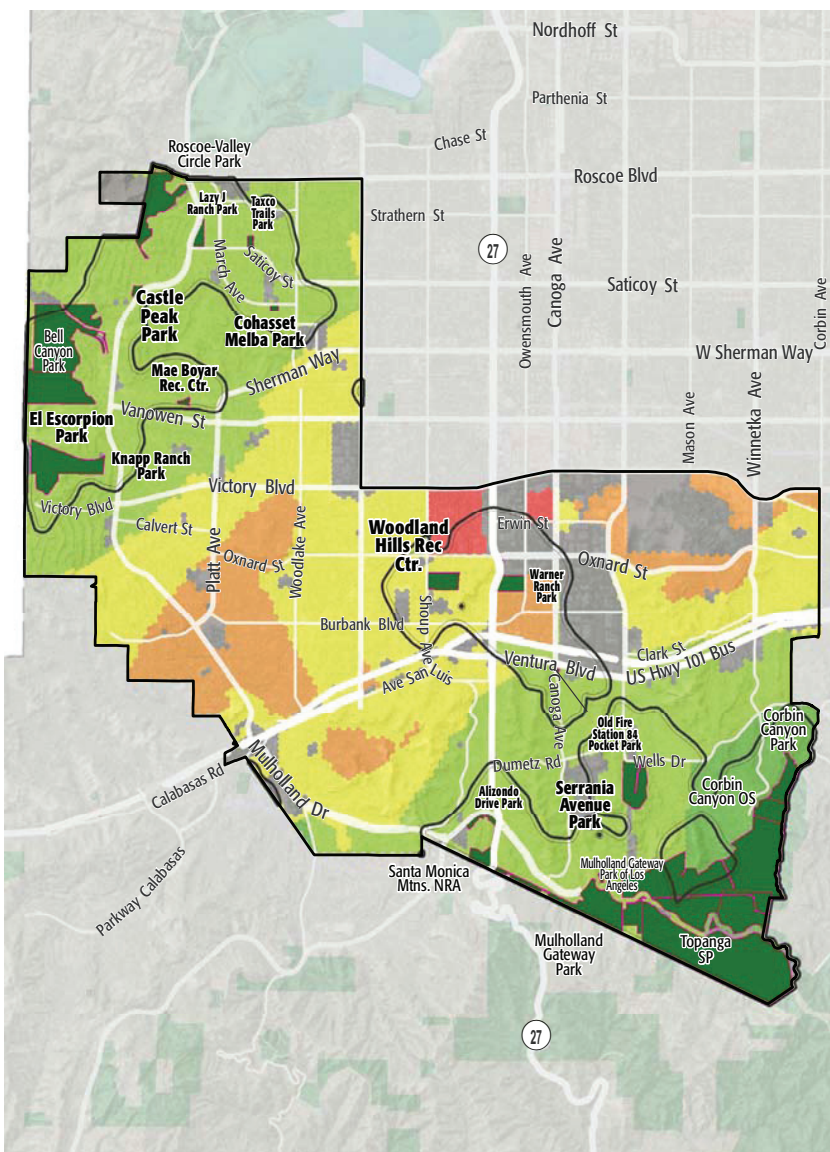 Nordhoff St
Parthenia St
Chase St
Roscoe-Valley
Circle Park
Roscoe Blvd
Lazy J
Ranch Park
Taxco
Trails
Park
Strathern St
27
March Ave
Saticoy St
Owensmouth Ave
Canoga Ave
Saticoy St
Corbin Ave
Castle
Peak
Park
Cohasset
Melba Park
Bell
Canyon
Park
W Sherman Way
Mae Boyar
Rec. Ctr.
Sherman Way
Mason Ave
Winnetka Ave
El Escorpion
Park
Vanowen St
Knapp Ranch
Park
Victory Blvd
Victory Blvd
Calvert St
Platt Ave
Oxnard St
Woodlake Ave
Woodland
Hills Rec
Ctr.
Erwin St
Oxnard St
Warner
Ranch
Park
Shoup Ave
Burbank Blvd
Clark St
US Hwy 101 Bus
Ventura Blvd
Ave San Luis
Canoga Ave
Old Fire
Station 84
Pocket Park
Corbin
Canyon
Park
Mulholland Dr
Dumetz Rd
Wells Dr
Calabasas Rd
Alizondo
Drive Park
Serrania
Avenue
Park
Corbin
Canyon OS
Parkway Calabasas
Santa Monica
Mtns. NRA
Mulholland Gateway
Park of Los
Angeles
Mulholland
Gateway
Park
Topanga
SP
27